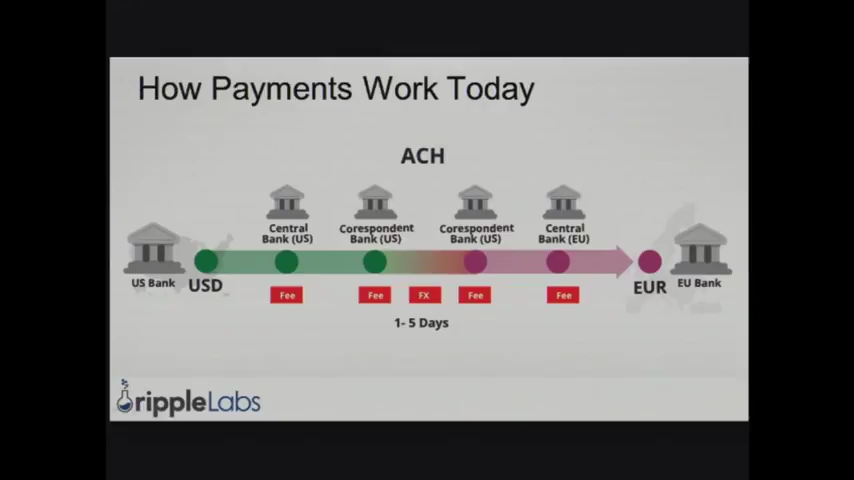 How Payments Work Today
ACH
Central
Bank (US)
Corespondent
Bank (US)
Corespondent
Bank (US)
Central
Bank (EU)
US Bank
USD
EUR
EU Bank
Fee
Fee
FX
Fee
Fee
1- 5 Days
rippleLabs